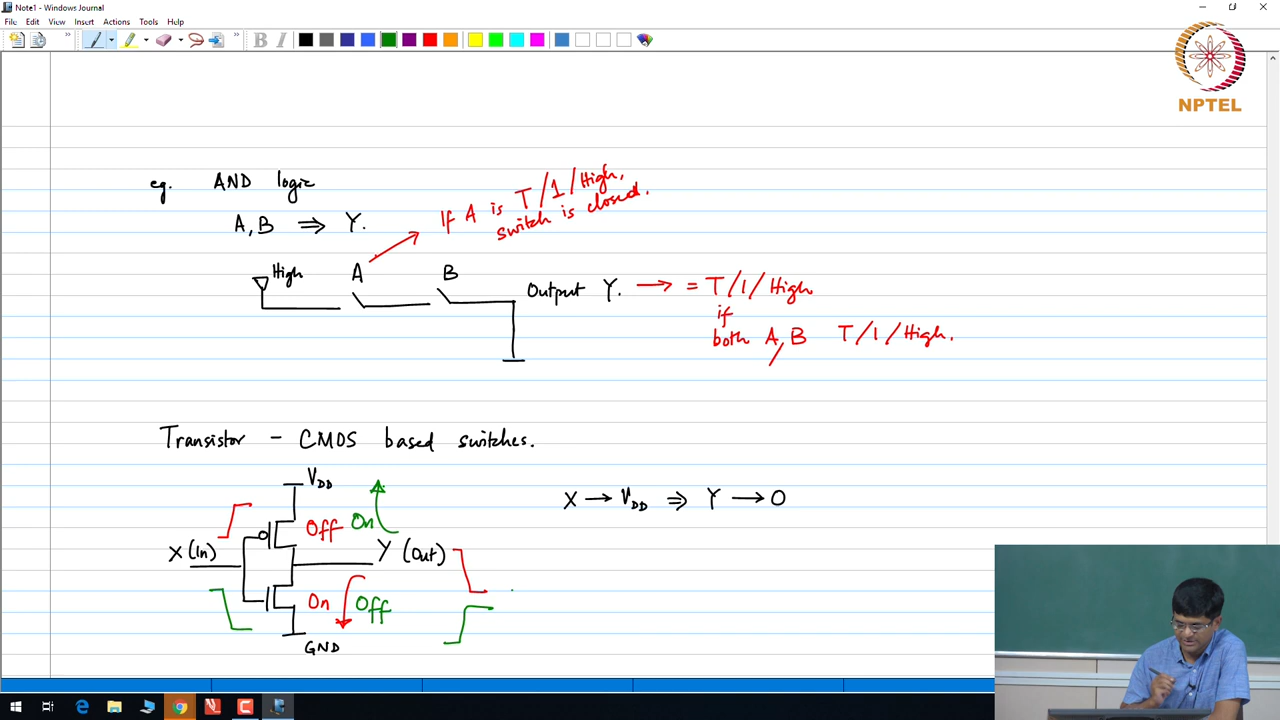 Note1 - Windows Journal
File Edit View Insert Actions Tools Help
B I
NPTEL
eg. AND logic
A, B ⇒ Y.
If A is T/1/High,
switch is closed.
High A B Output Y. → = T/1/High
if
both A, B T/1/High.
Transistor - CMOS based switches.
VDD
Off On
X (In) Y (Out)
On Off
GND
X → VDD ⇒ Y → 0